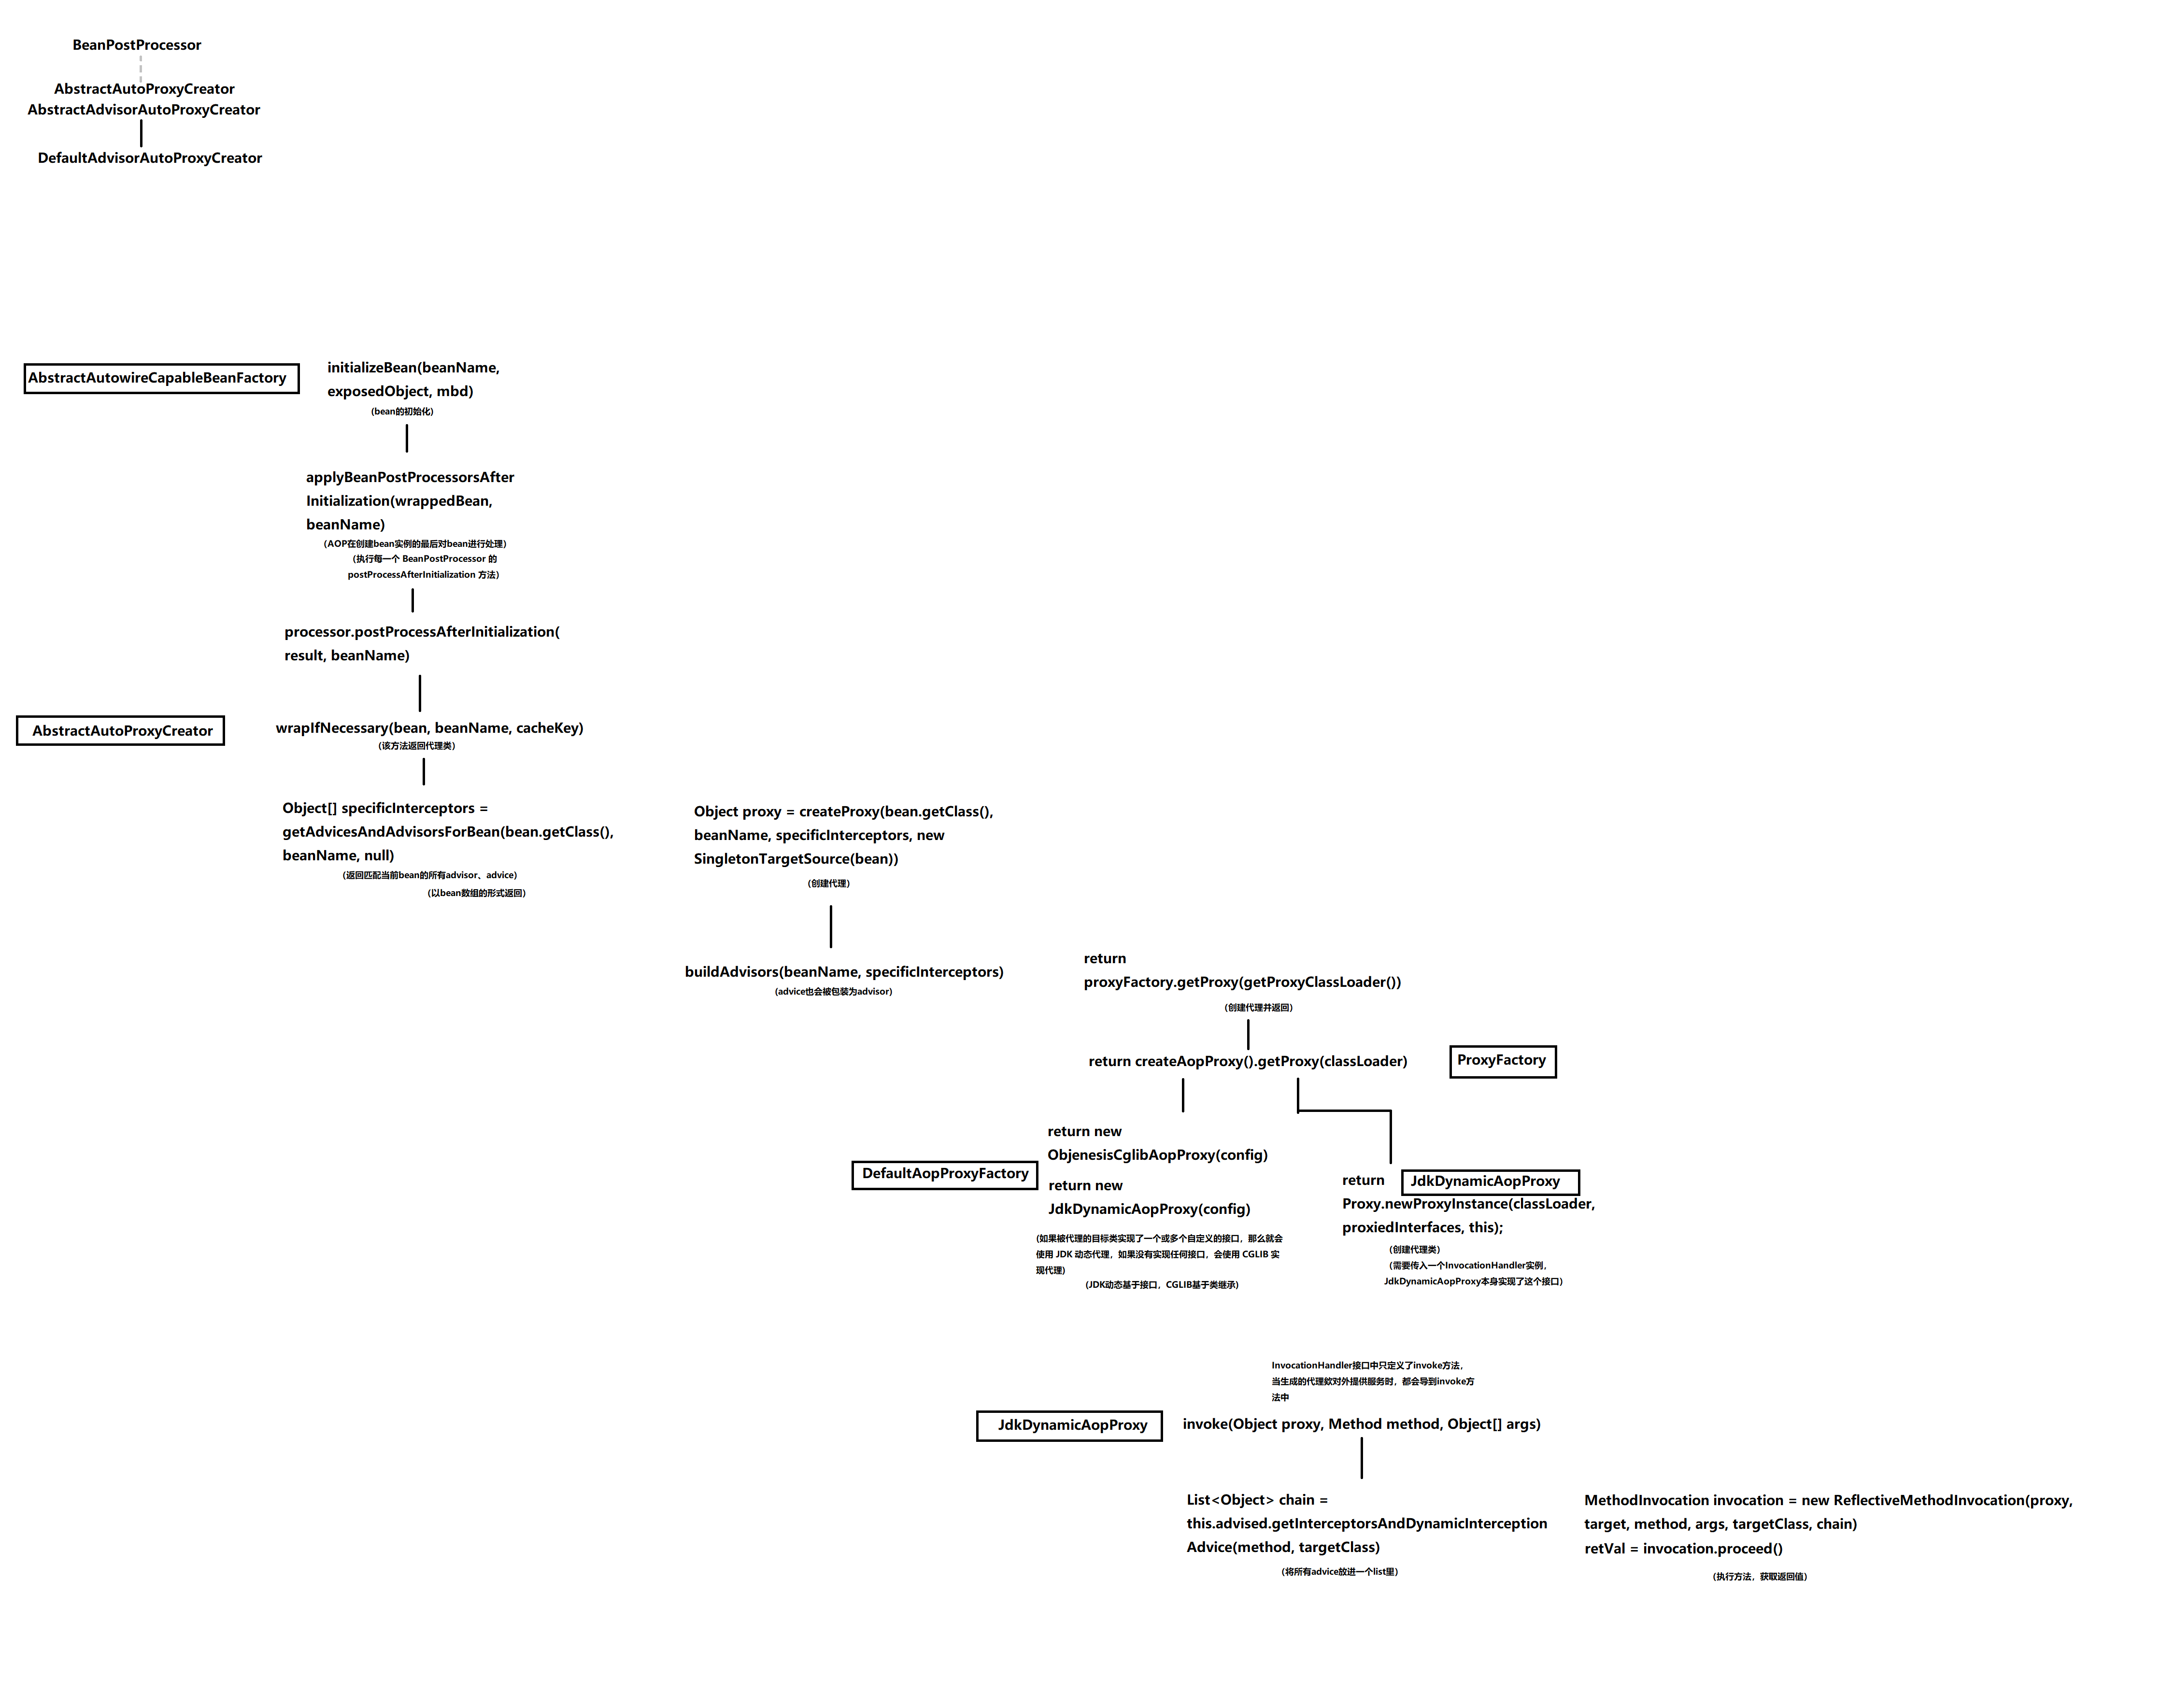 BeanPostProcessor
AbstractAutoProxyCreator
AbstractAdvisorAutoProxyCreator
DefaultAdvisorAutoProxyCreator
AbstractAutowireCapableBeanFactory
initializeBean(beanName,
exposedObject, mbd)
(bean的初始化)
applyBeanPostProcessorsAfter
Initialization(wrappedBean,
beanName)
（AOP在创建bean实例的最后对bean进行处理）
（执行每一个 BeanPostProcessor 的
postProcessAfterInitialization 方法）
processor.postProcessAfterInitialization(
result, beanName)
AbstractAutoProxyCreator
wrapIfNecessary(bean, beanName, cacheKey)
（该方法返回代理类）
Object[] specificInterceptors =
getAdvicesAndAdvisorsForBean(bean.getClass(),
beanName, null)
（返回匹配当前bean的所有advisor、advice）
（以bean数组的形式返回）
Object proxy = createProxy(bean.getClass(),
beanName, specificInterceptors, new
SingletonTargetSource(bean))
（创建代理）
buildAdvisors(beanName, specificInterceptors)
(advice也会被包装为advisor)
return
proxyFactory.getProxy(getProxyClassLoader())
（创建代理并返回）
return createAopProxy().getProxy(classLoader)
ProxyFactory
return new
ObjenesisCglibAopProxy(config)
DefaultAopProxyFactory
return new
JdkDynamicAopProxy(config)
(如果被代理的目标类实现了一个或多个自定义的接口，那么就会
使用 JDK 动态代理，如果没有实现任何接口，会使用 CGLIB 实
现代理)
(JDK动态基于接口，CGLIB基于类继承)
return
JdkDynamicAopProxy
Proxy.newProxyInstance(classLoader,
proxiedInterfaces, this);
（创建代理类）
（需要传入一个InvocationHandler实例，
JdkDynamicAopProxy本身实现了这个接口）
InvocationHandler接口中只定义了invoke方法，
当生成的代理欸对外提供服务时，都会导到invoke方
法中
JdkDynamicAopProxy
invoke(Object proxy, Method method, Object[] args)
List<Object> chain =
this.advised.getInterceptorsAndDynamicInterception
Advice(method, targetClass)
（将所有advice放进一个list里）
MethodInvocation invocation = new ReflectiveMethodInvocation(proxy,
target, method, args, targetClass, chain)
retVal = invocation.proceed()
（执行方法，获取返回值）